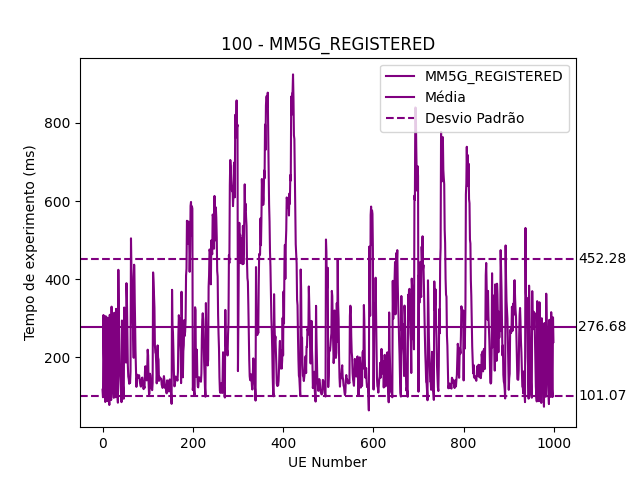 100 - MM5G_REGISTERED
MM5G_REGISTERED
Média
Desvio Padrão
Tempo de experimento (ms)
800
600
400
200
452.28
276.68
101.07
0
200
400
600
800
1000
UE Number